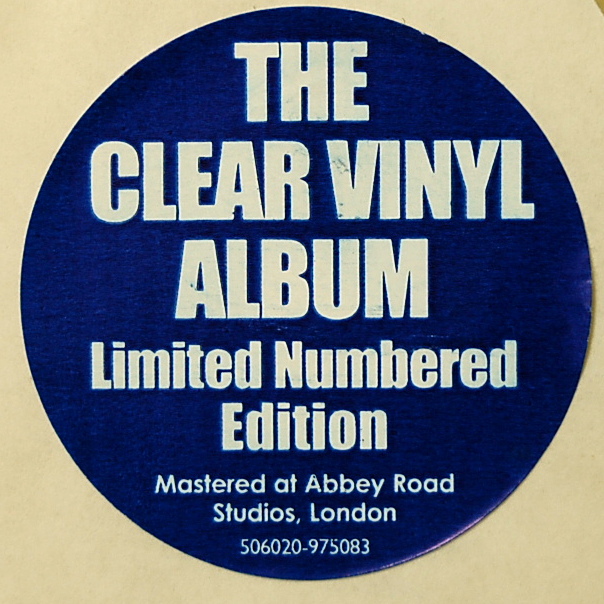 THE
CLEAR VINYL
ALBUM
Limited Numbered
Edition
Mastered at Abbey Road
Studios, London
506020-975083